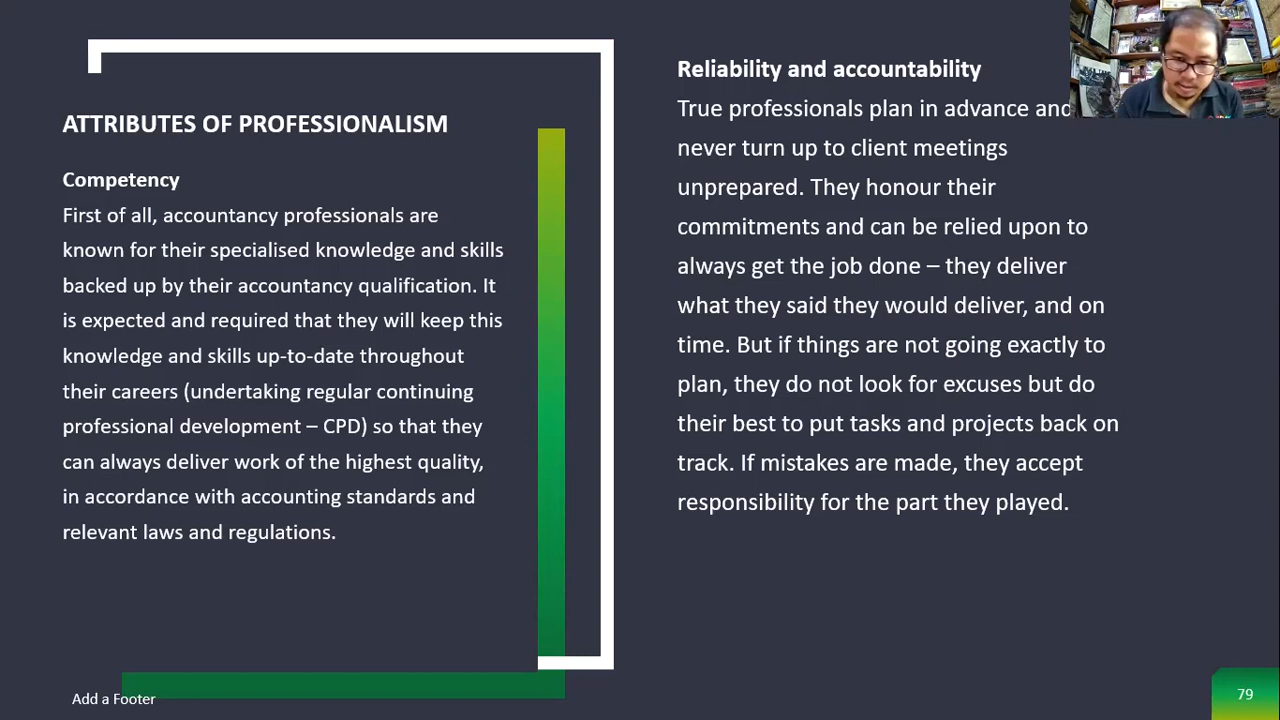 ATTRIBUTES OF PROFESSIONALISM
Competency
First of all, accountancy professionals are
known for their specialised knowledge and skills
backed up by their accountancy qualification. It
is expected and required that they will keep this
knowledge and skills up-to-date throughout
their careers (undertaking regular continuing
professional development – CPD) so that they
can always deliver work of the highest quality,
in accordance with accounting standards and
relevant laws and regulations.
Reliability and accountability
True professionals plan in advance and
never turn up to client meetings
unprepared. They honour their
commitments and can be relied upon to
always get the job done – they deliver
what they said they would deliver, and on
time. But if things are not going exactly to
plan, they do not look for excuses but do
their best to put tasks and projects back on
track. If mistakes are made, they accept
responsibility for the part they played.
Add a Footer
79